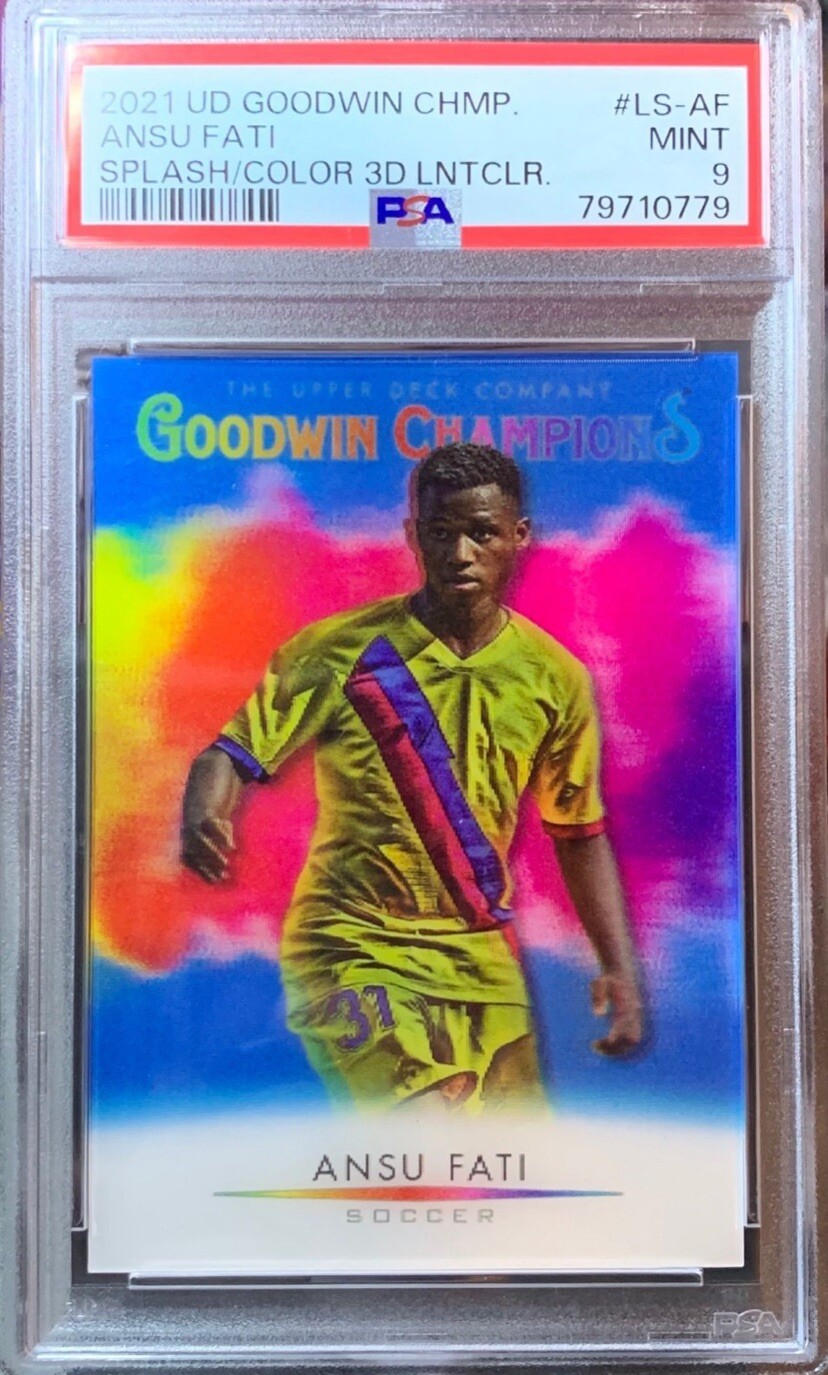 2021 UD GOODWIN CHMP. #LS-AF
ANSU FATI MINT
SPLASH/COLOR 3D LNTCLR. 9
PSA 79710779
THE UPPER DECK COMPANY
GOODWIN CHAMPIONS
31
ANSU FATI
SOCCER
PSA